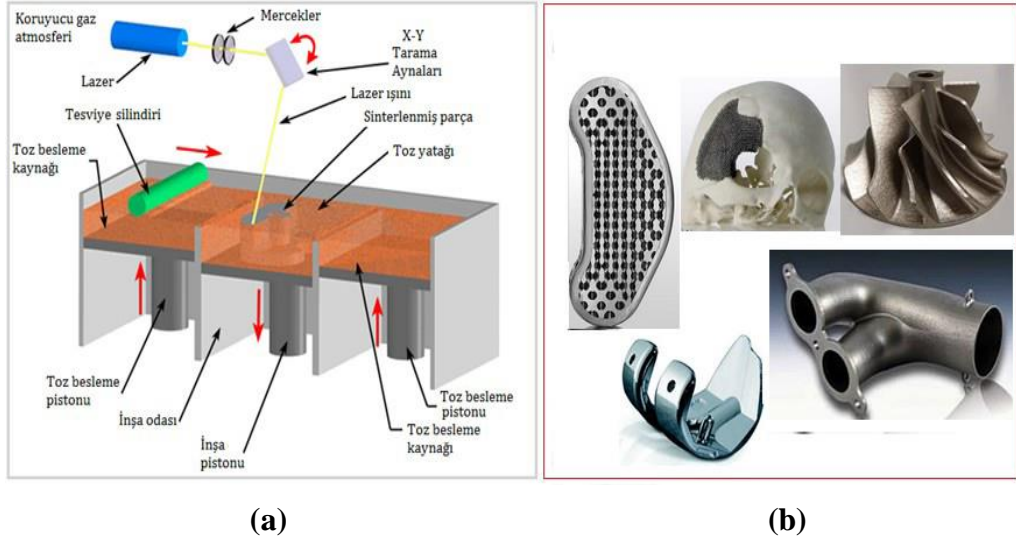 Koruyucu gaz
atmosferi
Mercekler
X-Y
Tarama
Aynaları
Lazer
Lazer ışını
Tesviye silindiri
Sinterlenmiş parça
Toz besleme
kaynağı
Toz yatağı
Toz besleme
pistonu
İnşa odası
İnşa
pistonu
Toz besleme
pistonu
Toz besleme
kaynağı
(a)
(b)